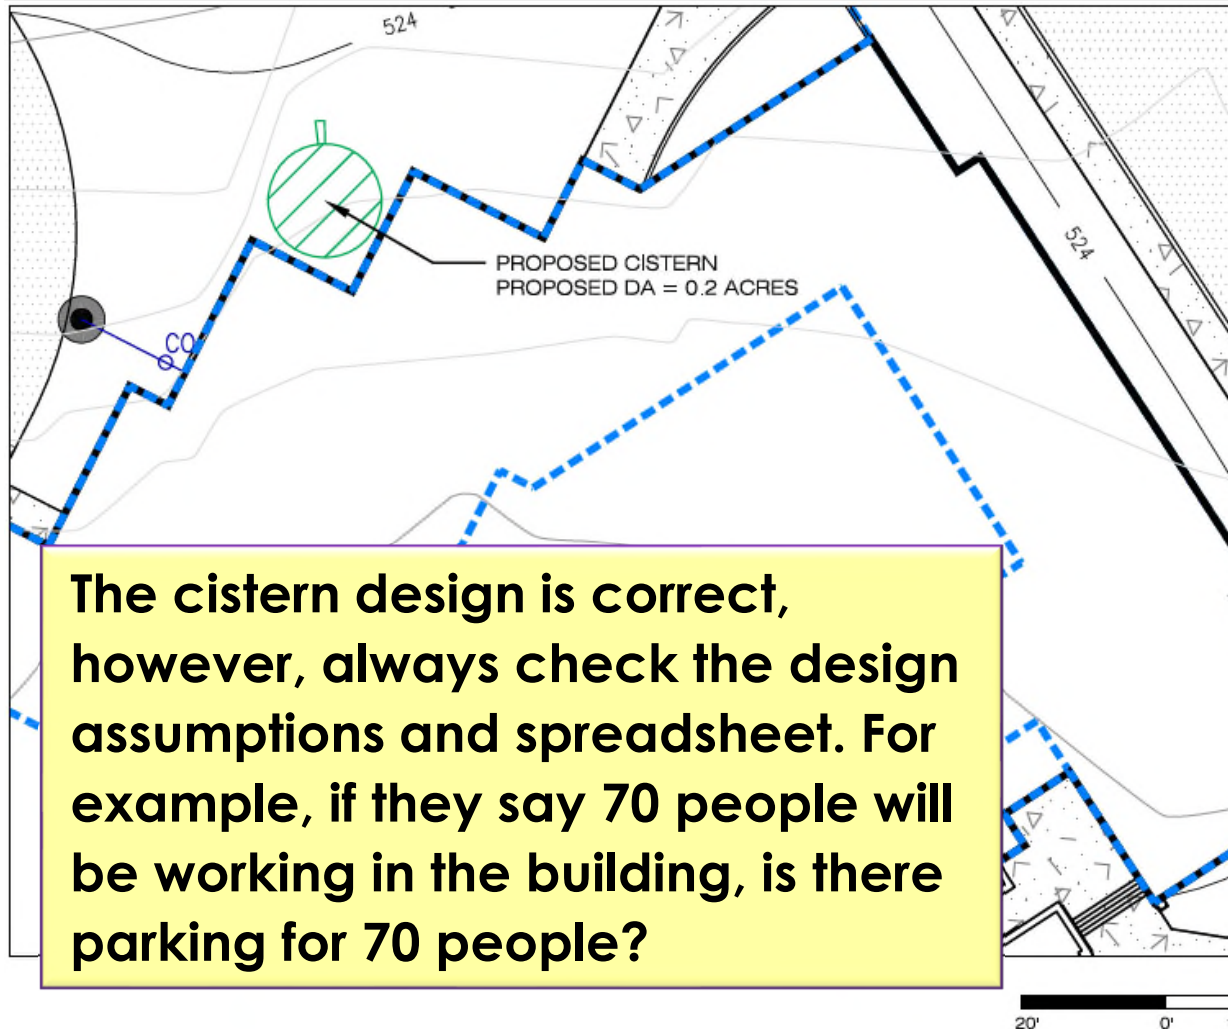 524
PROPOSED CISTERN
PROPOSED DA = 0.2 ACRES
524
CO
The cistern design is correct,
however, always check the design
assumptions and spreadsheet. For
example, if they say 70 people will
be working in the building, is there
parking for 70 people?
20'
0'